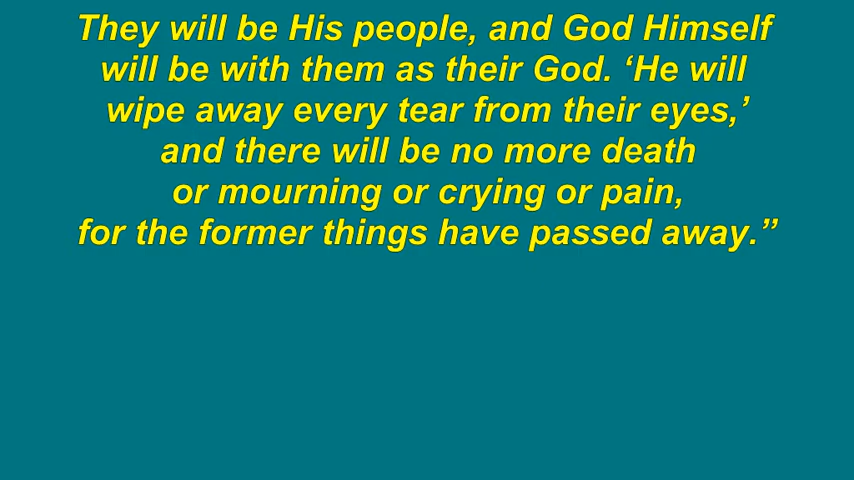 They will be His people, and God Himself
will be with them as their God. ‘He will
wipe away every tear from their eyes,’
and there will be no more death
or mourning or crying or pain,
for the former things have passed away.”